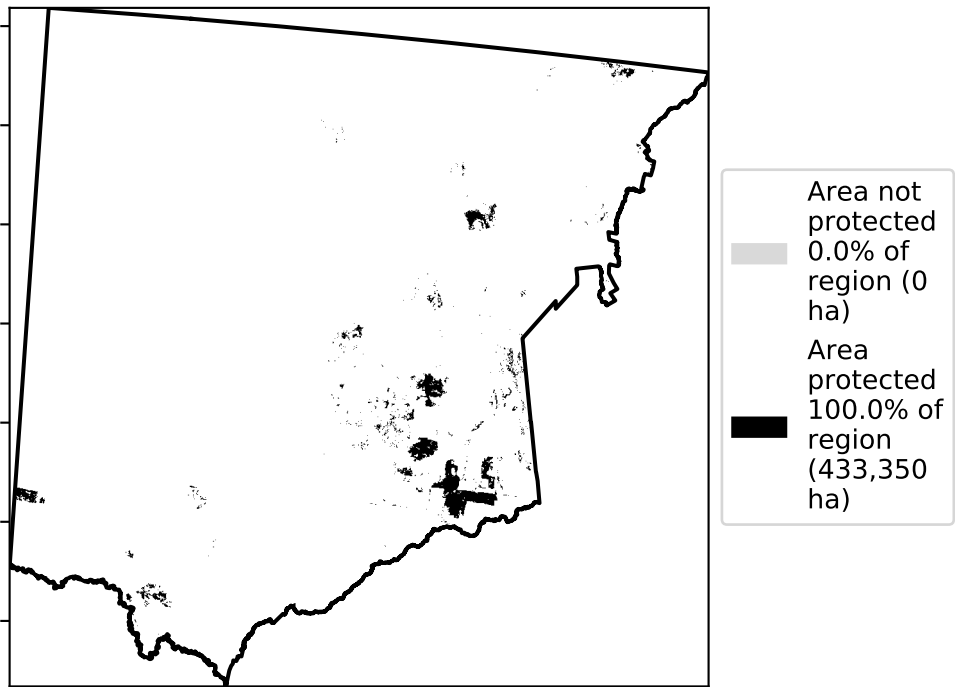 Area not
protected
0.0% of
region (0
ha)
Area
protected
100.0% of
region
(433,350
ha)